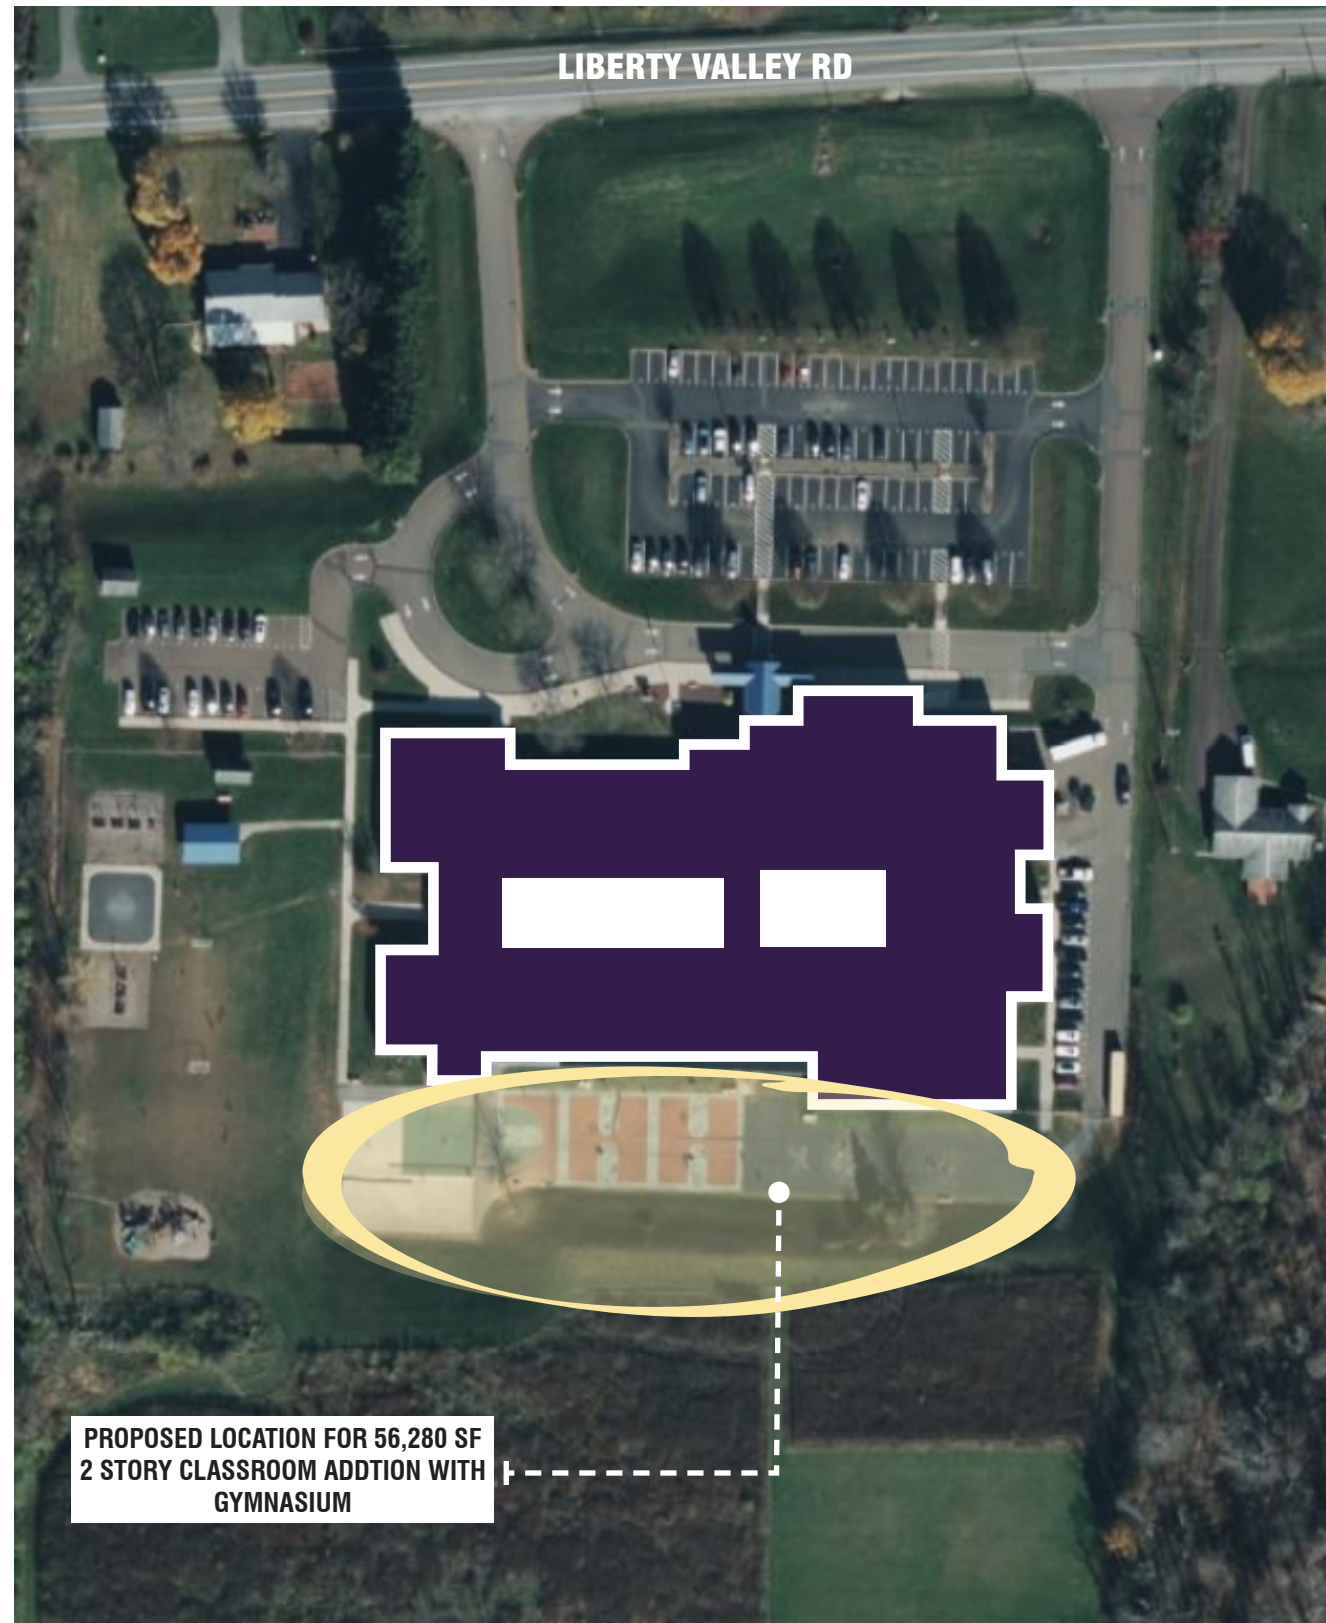 LIBERTY VALLEY RD
PROPOSED LOCATION FOR 56,280 SF
2 STORY CLASSROOM ADDTION WITH
GYMNASIUM